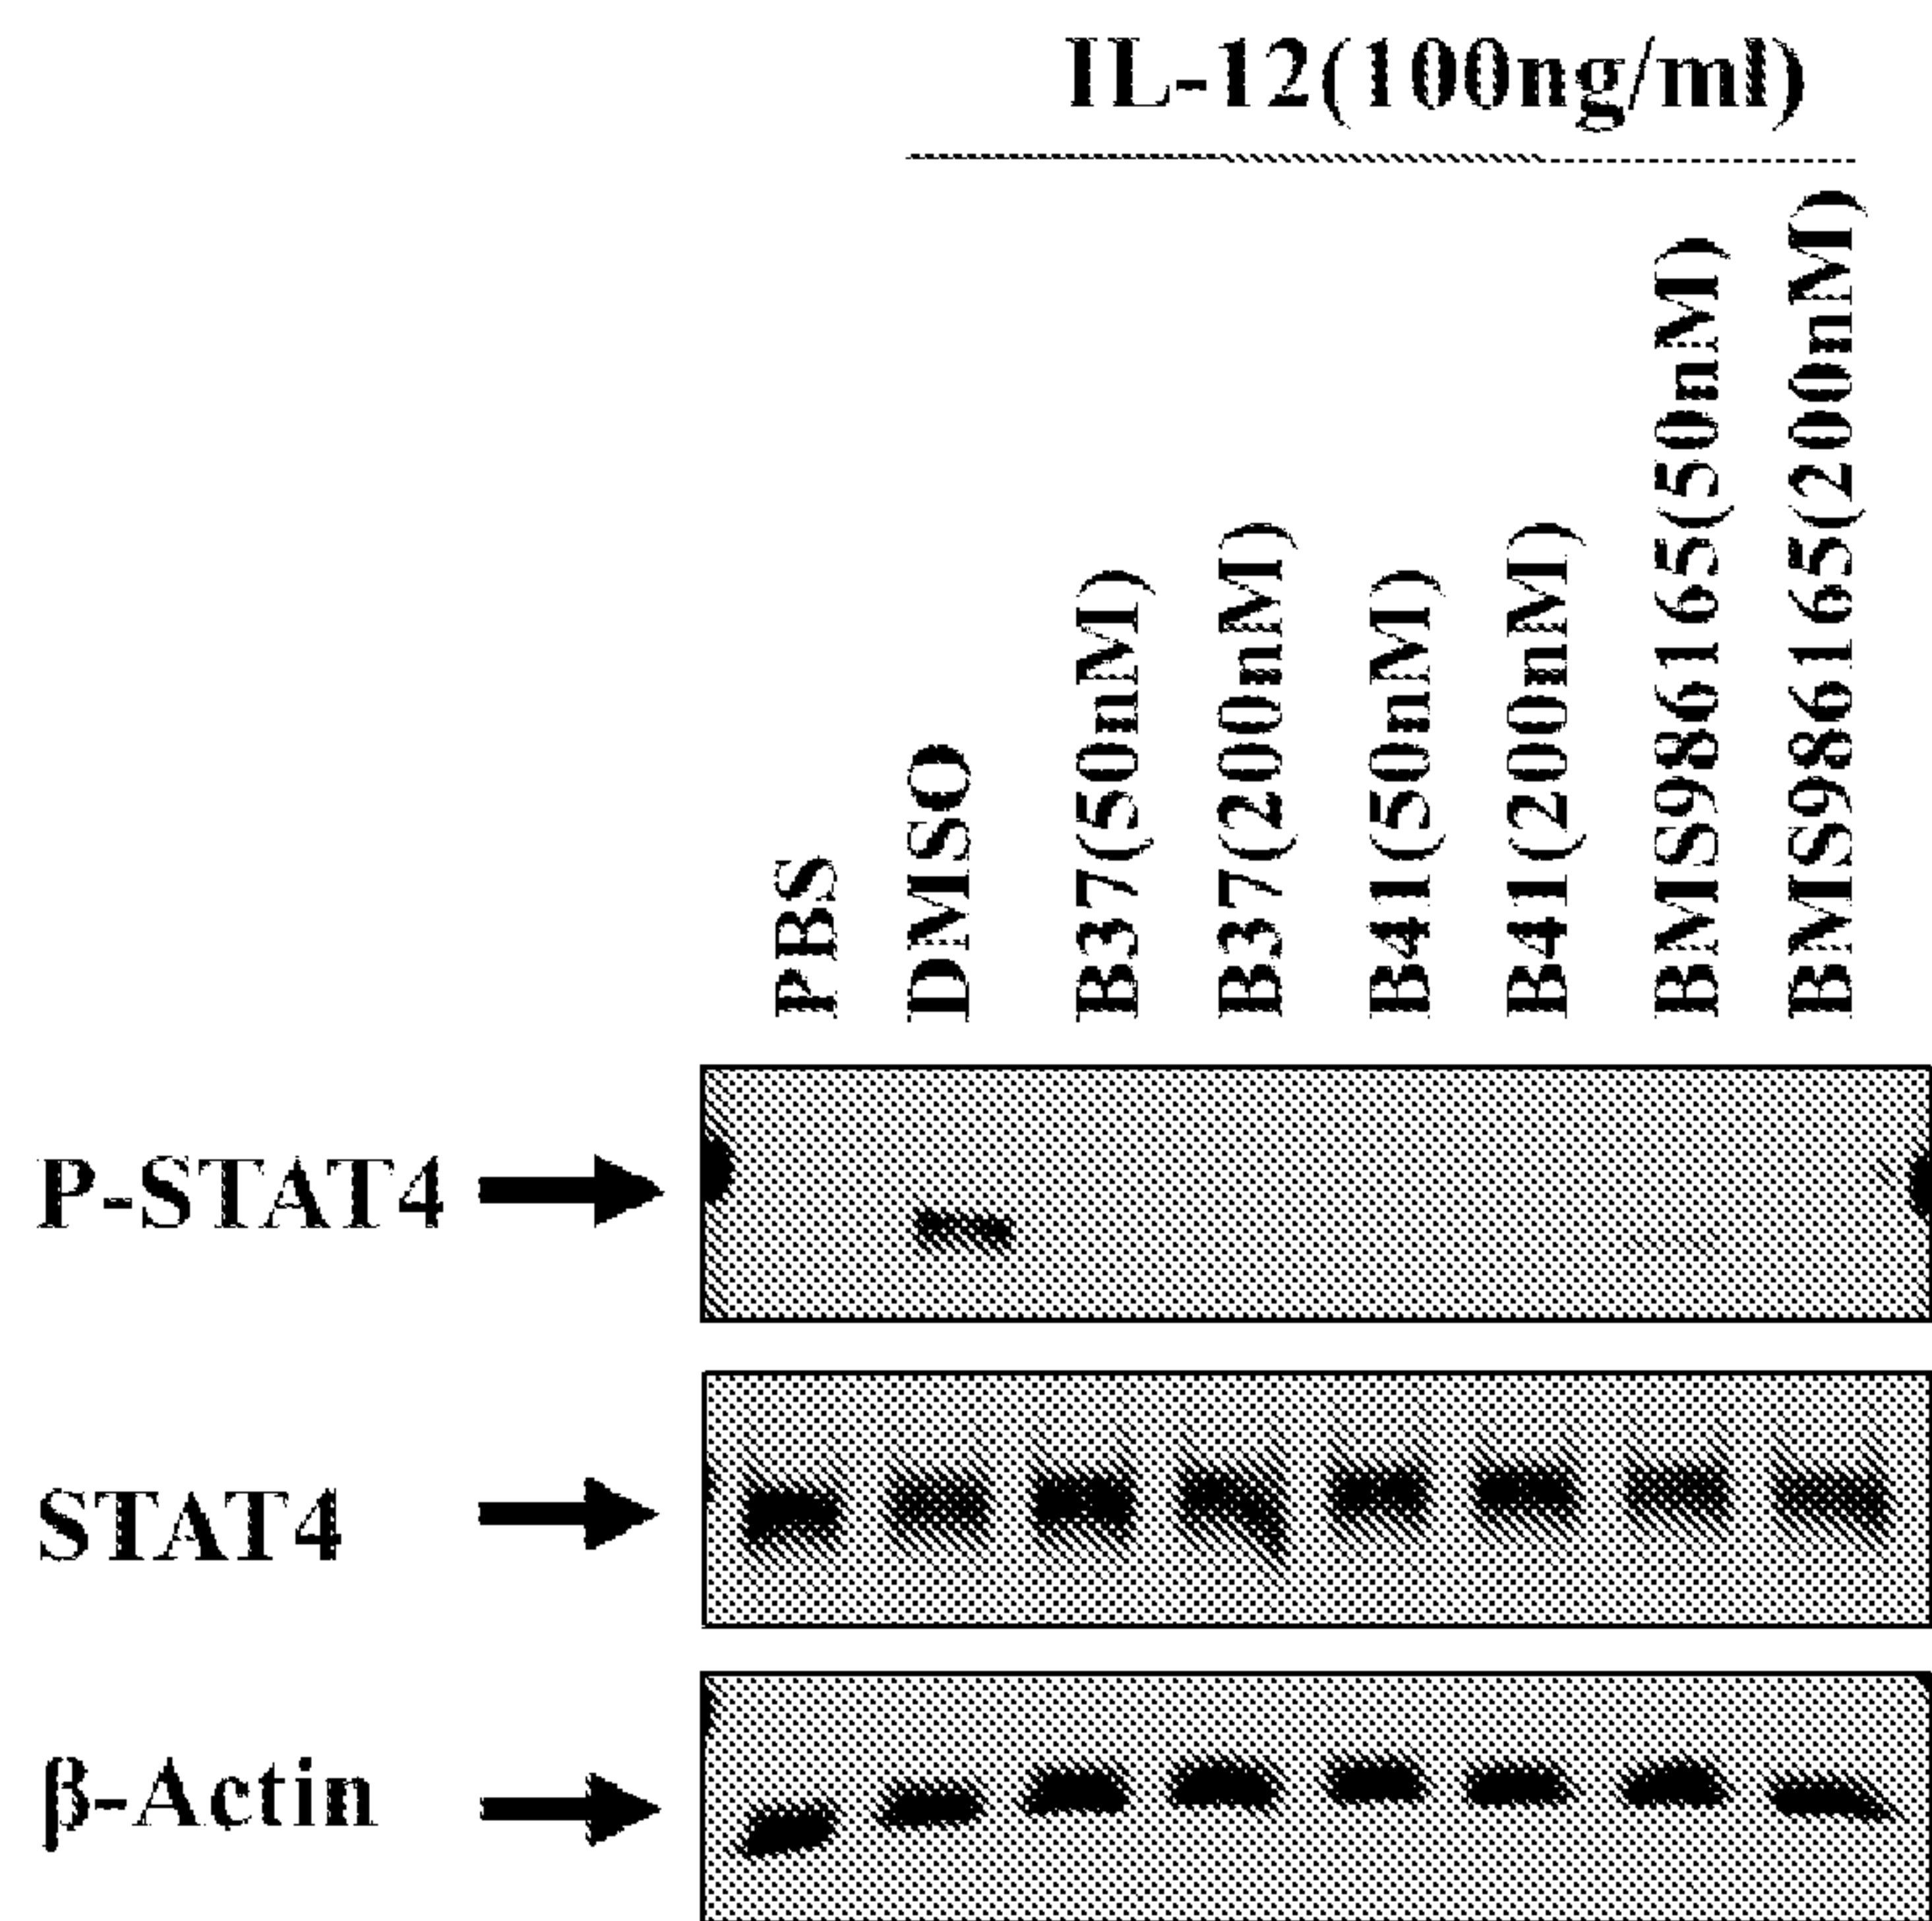 IL-12(100ng/ml)
PBS
DMSO
B37(50nM)
B37(200nM)
B41(50nM)
B41(200nM)
BMS986165(50nM)
BMS986165(200nM)
P-STAT4
STAT4
β-Actin